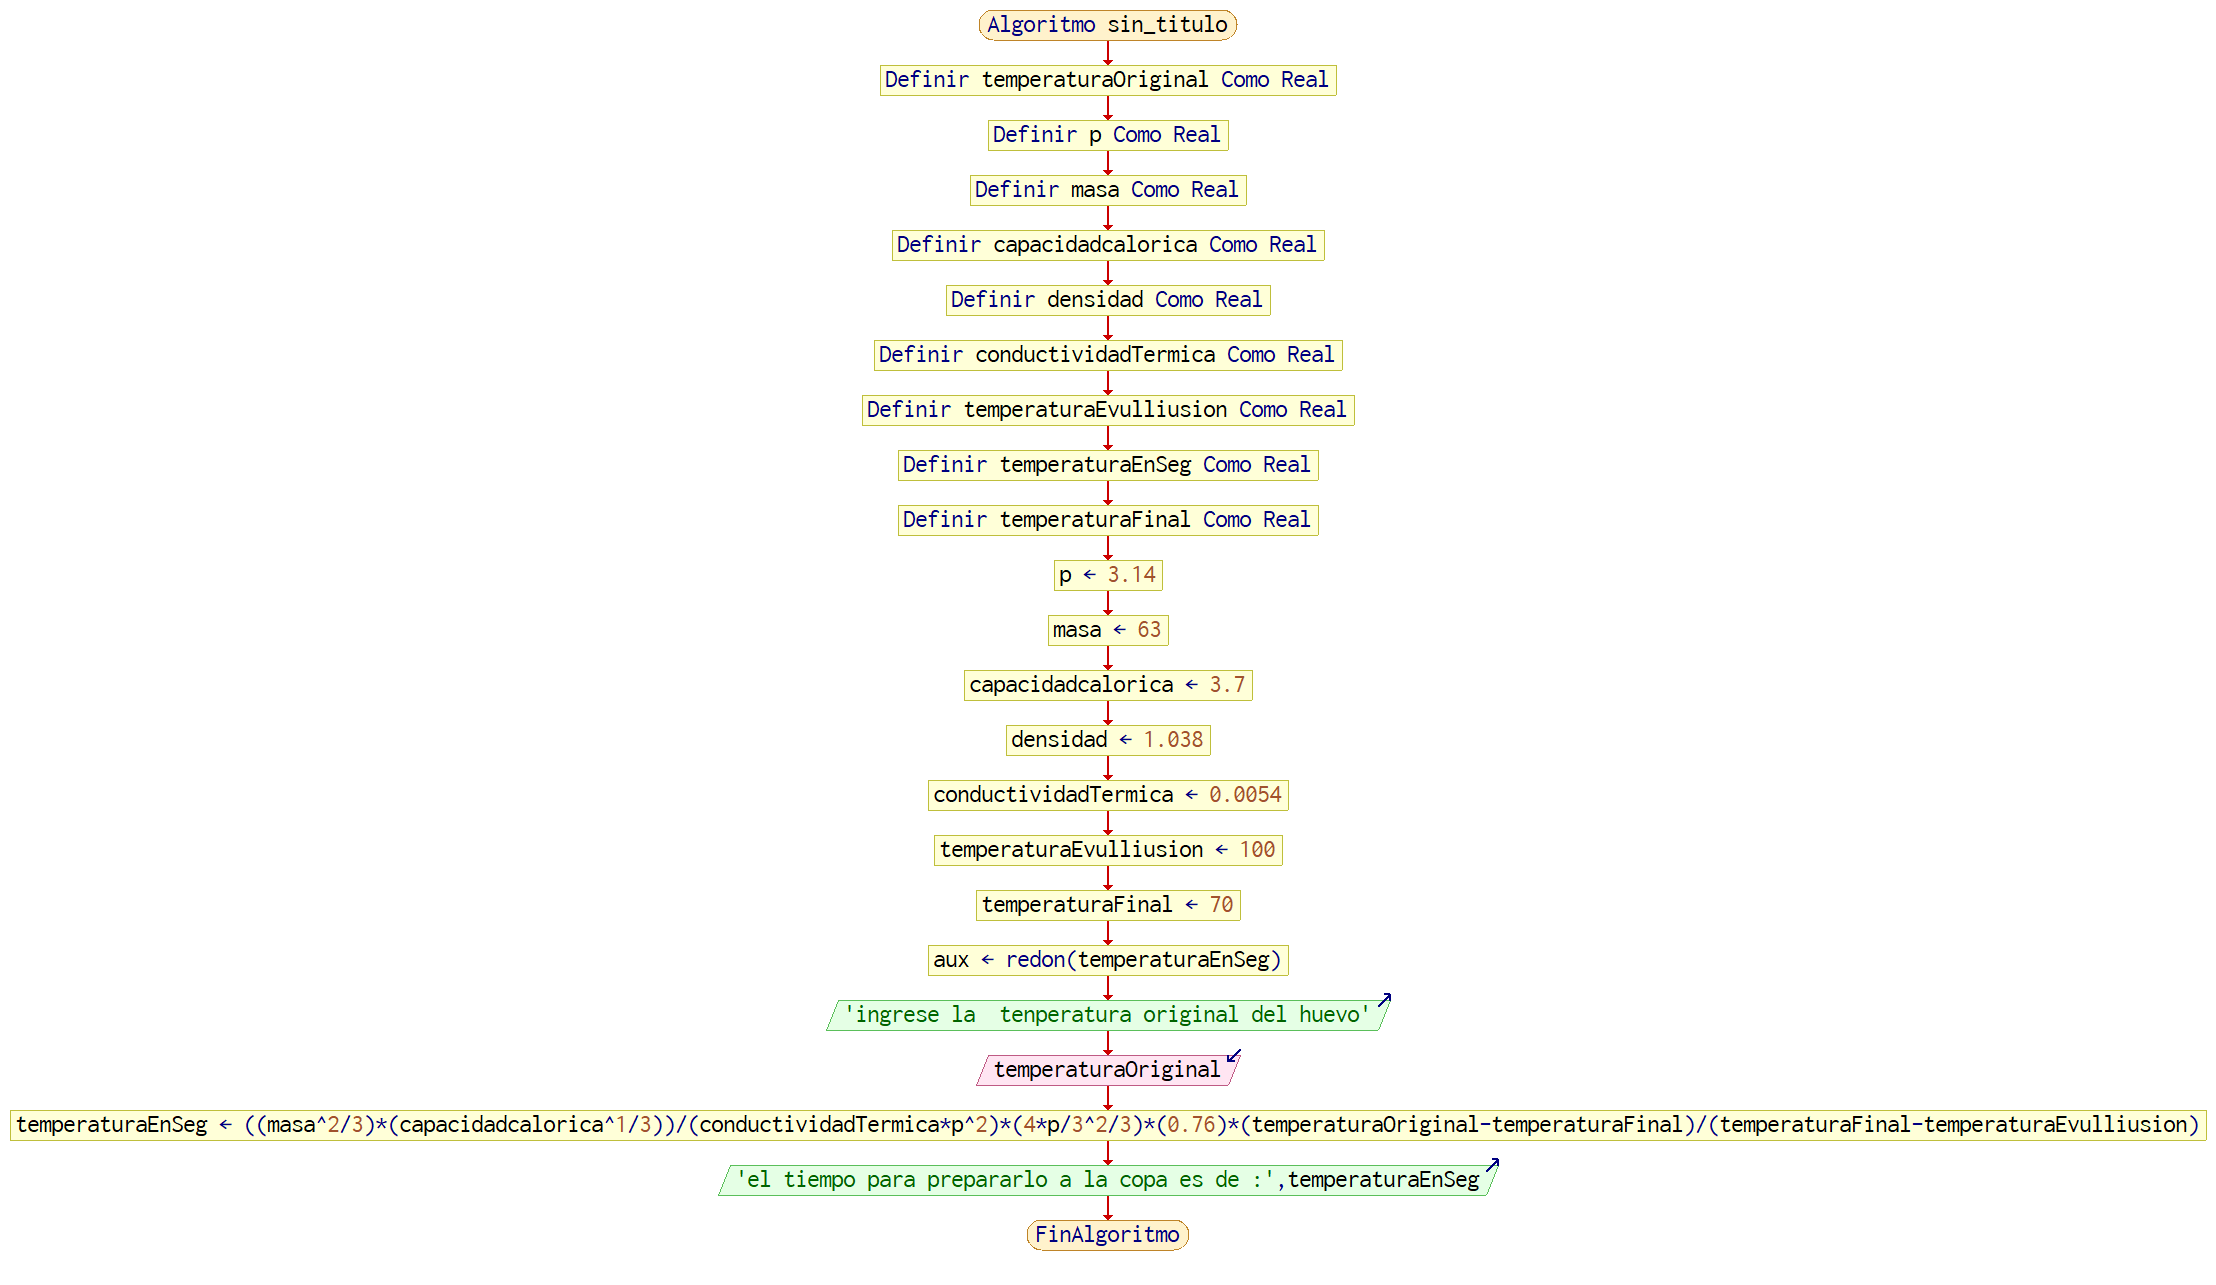 Algoritmo sin_titulo
Definir temperaturaOriginal Como Real
Definir p Como Real
Definir masa Como Real
Definir capacidadcalorica Como Real
Definir densidad Como Real
Definir conductividadTermica Como Real
Definir temperaturaEvulliusion Como Real
Definir temperaturaEnSeg Como Real
Definir temperaturaFinal Como Real
p ← 3.14
masa ← 63
capacidadcalorica ← 3.7
densidad ← 1.038
conductividadTermica ← 0.0054
temperaturaEvulliusion ← 100
temperaturaFinal ← 70
aux ← redon(temperaturaEnSeg)
'ingrese la  tenperatura original del huevo'
temperaturaOriginal
temperaturaEnSeg ← ((masa^2/3)*(capacidadcalorica^1/3))/(conductividadTermica*p^2)*(4*p/3^2/3)*(0.76)*(temperaturaOriginal-temperaturaFinal)/(temperaturaFinal-temperaturaEvulliusion)
'el tiempo para prepararlo a la copa es de :',temperaturaEnSeg
FinAlgoritmo